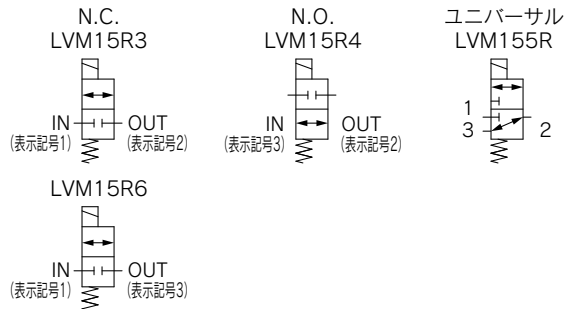 N.C.
LVM15R3
IN
(表示記号1)
OUT
(表示記号2)
N.O.
LVM15R4
IN
(表示記号3)
OUT
(表示記号2)
ユニバーサル
LVM155R
1
3
2
LVM15R6
IN
(表示記号1)
OUT
(表示記号3)